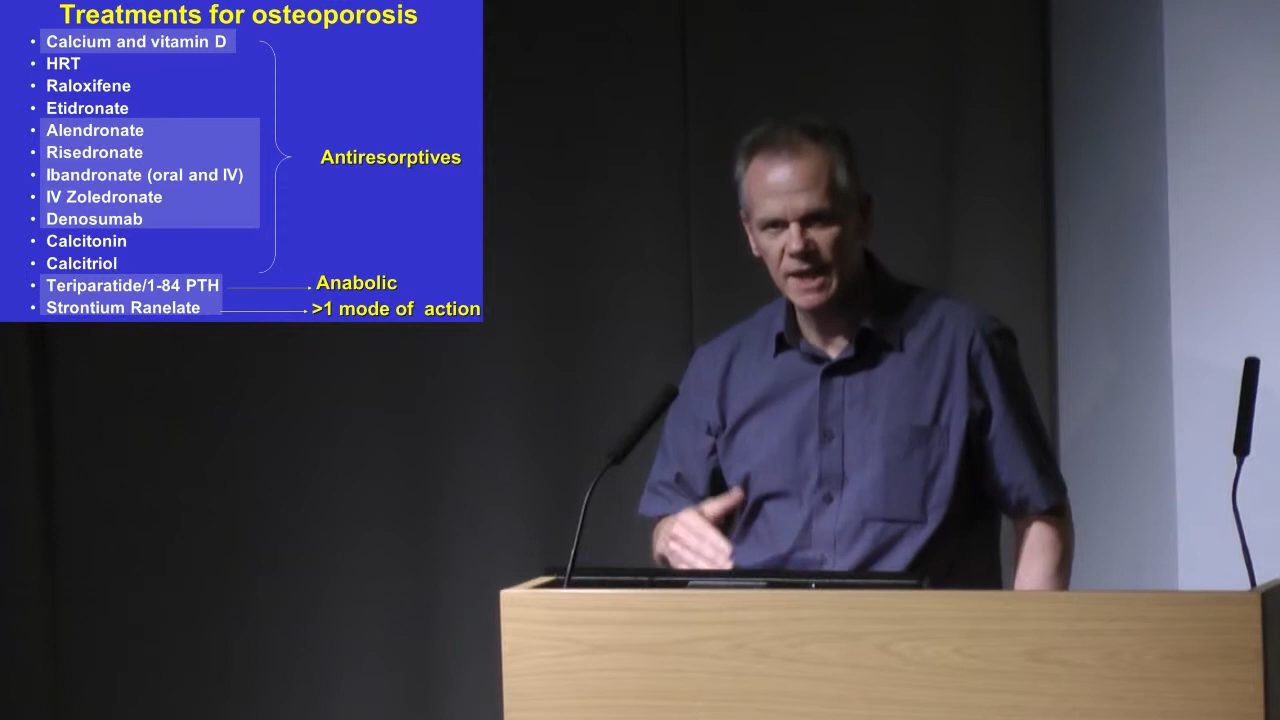 Treatments for osteoporosis
• Calcium and vitamin D
• HRT
• Raloxifene
• Etidronate
• Alendronate
• Risedronate
• Ibandronate (oral and IV)
• IV Zoledronate
• Denosumab
• Calcitonin
• Calcitriol
Antiresorptives
• Teriparatide/1-84 PTH
Anabolic
• Strontium Ranelate
>1 mode of action